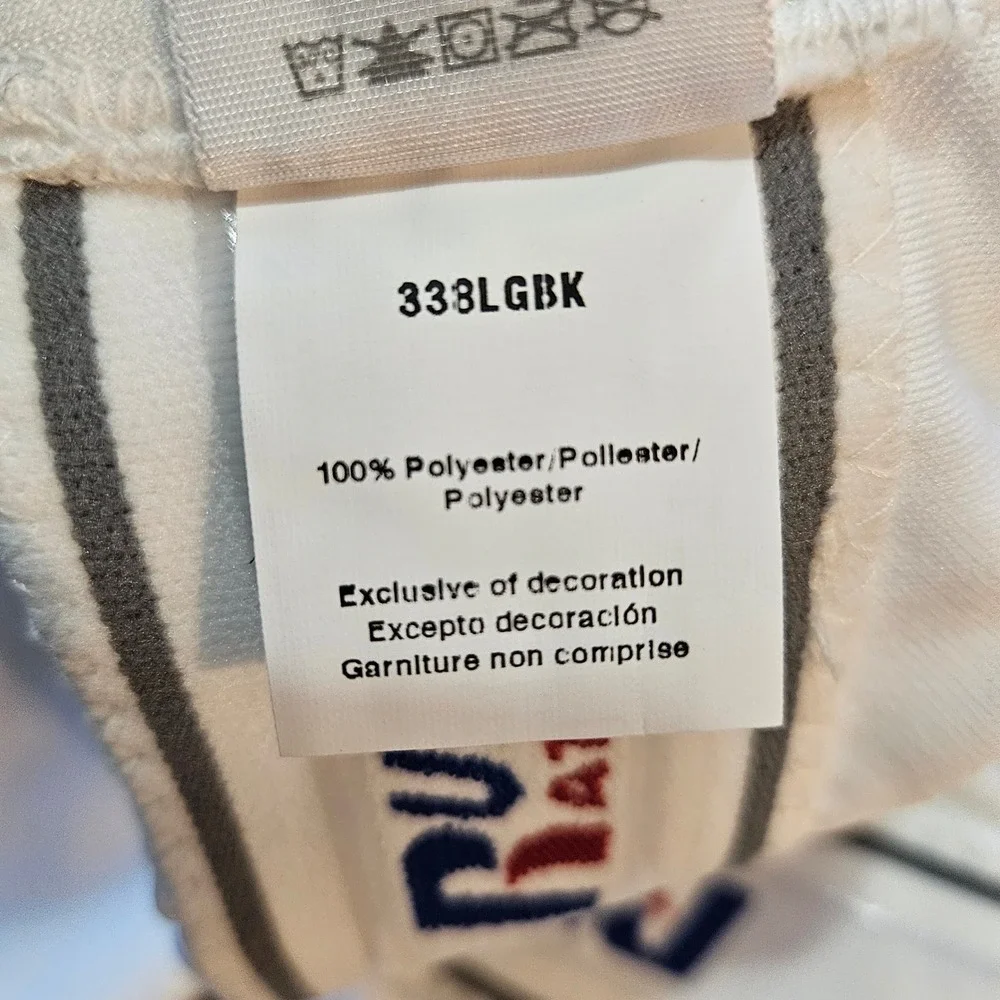 338LGBK
100% Polyester/Poliester/
Polyester
Exclusive of decoration
Excepto decoración
Garniture non comprise